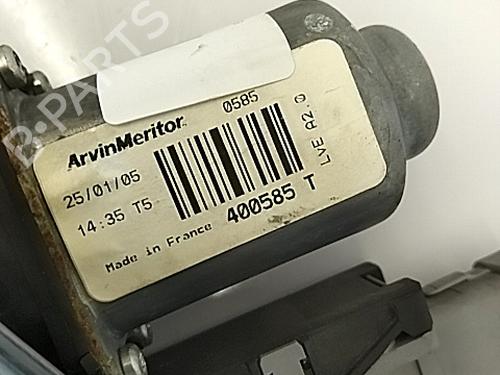 B-PARTS
0585
ArvinMeritor
25/01/05
14:35 T5
LVE A2.0
400585 T
Made in France